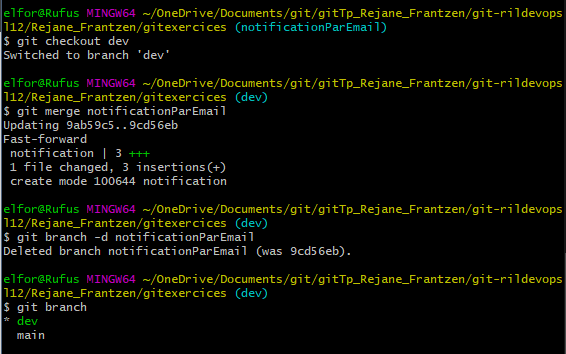 elfor@Rufus MINGW64 ~/OneDrive/Documents/git/gitTp_Rejane_Frantzen/git-rildevops
l12/Rejane_Frantzen/gitexercices (notificationParEmail)
$ git checkout dev
Switched to branch 'dev'
elfor@Rufus MINGW64 ~/OneDrive/Documents/git/gitTp_Rejane_Frantzen/git-rildevops
l12/Rejane_Frantzen/gitexercices (dev)
$ git merge notificationParEmail
Updating 9ab59c5..9cd56eb
Fast-forward
 notification | 3 +++
 1 file changed, 3 insertions(+)
 create mode 100644 notification
elfor@Rufus MINGW64 ~/OneDrive/Documents/git/gitTp_Rejane_Frantzen/git-rildevops
l12/Rejane_Frantzen/gitexercices (dev)
$ git branch -d notificationParEmail
Deleted branch notificationParEmail (was 9cd56eb).
elfor@Rufus MINGW64 ~/OneDrive/Documents/git/gitTp_Rejane_Frantzen/git-rildevops
l12/Rejane_Frantzen/gitexercices (dev)
$ git branch
* dev
  main